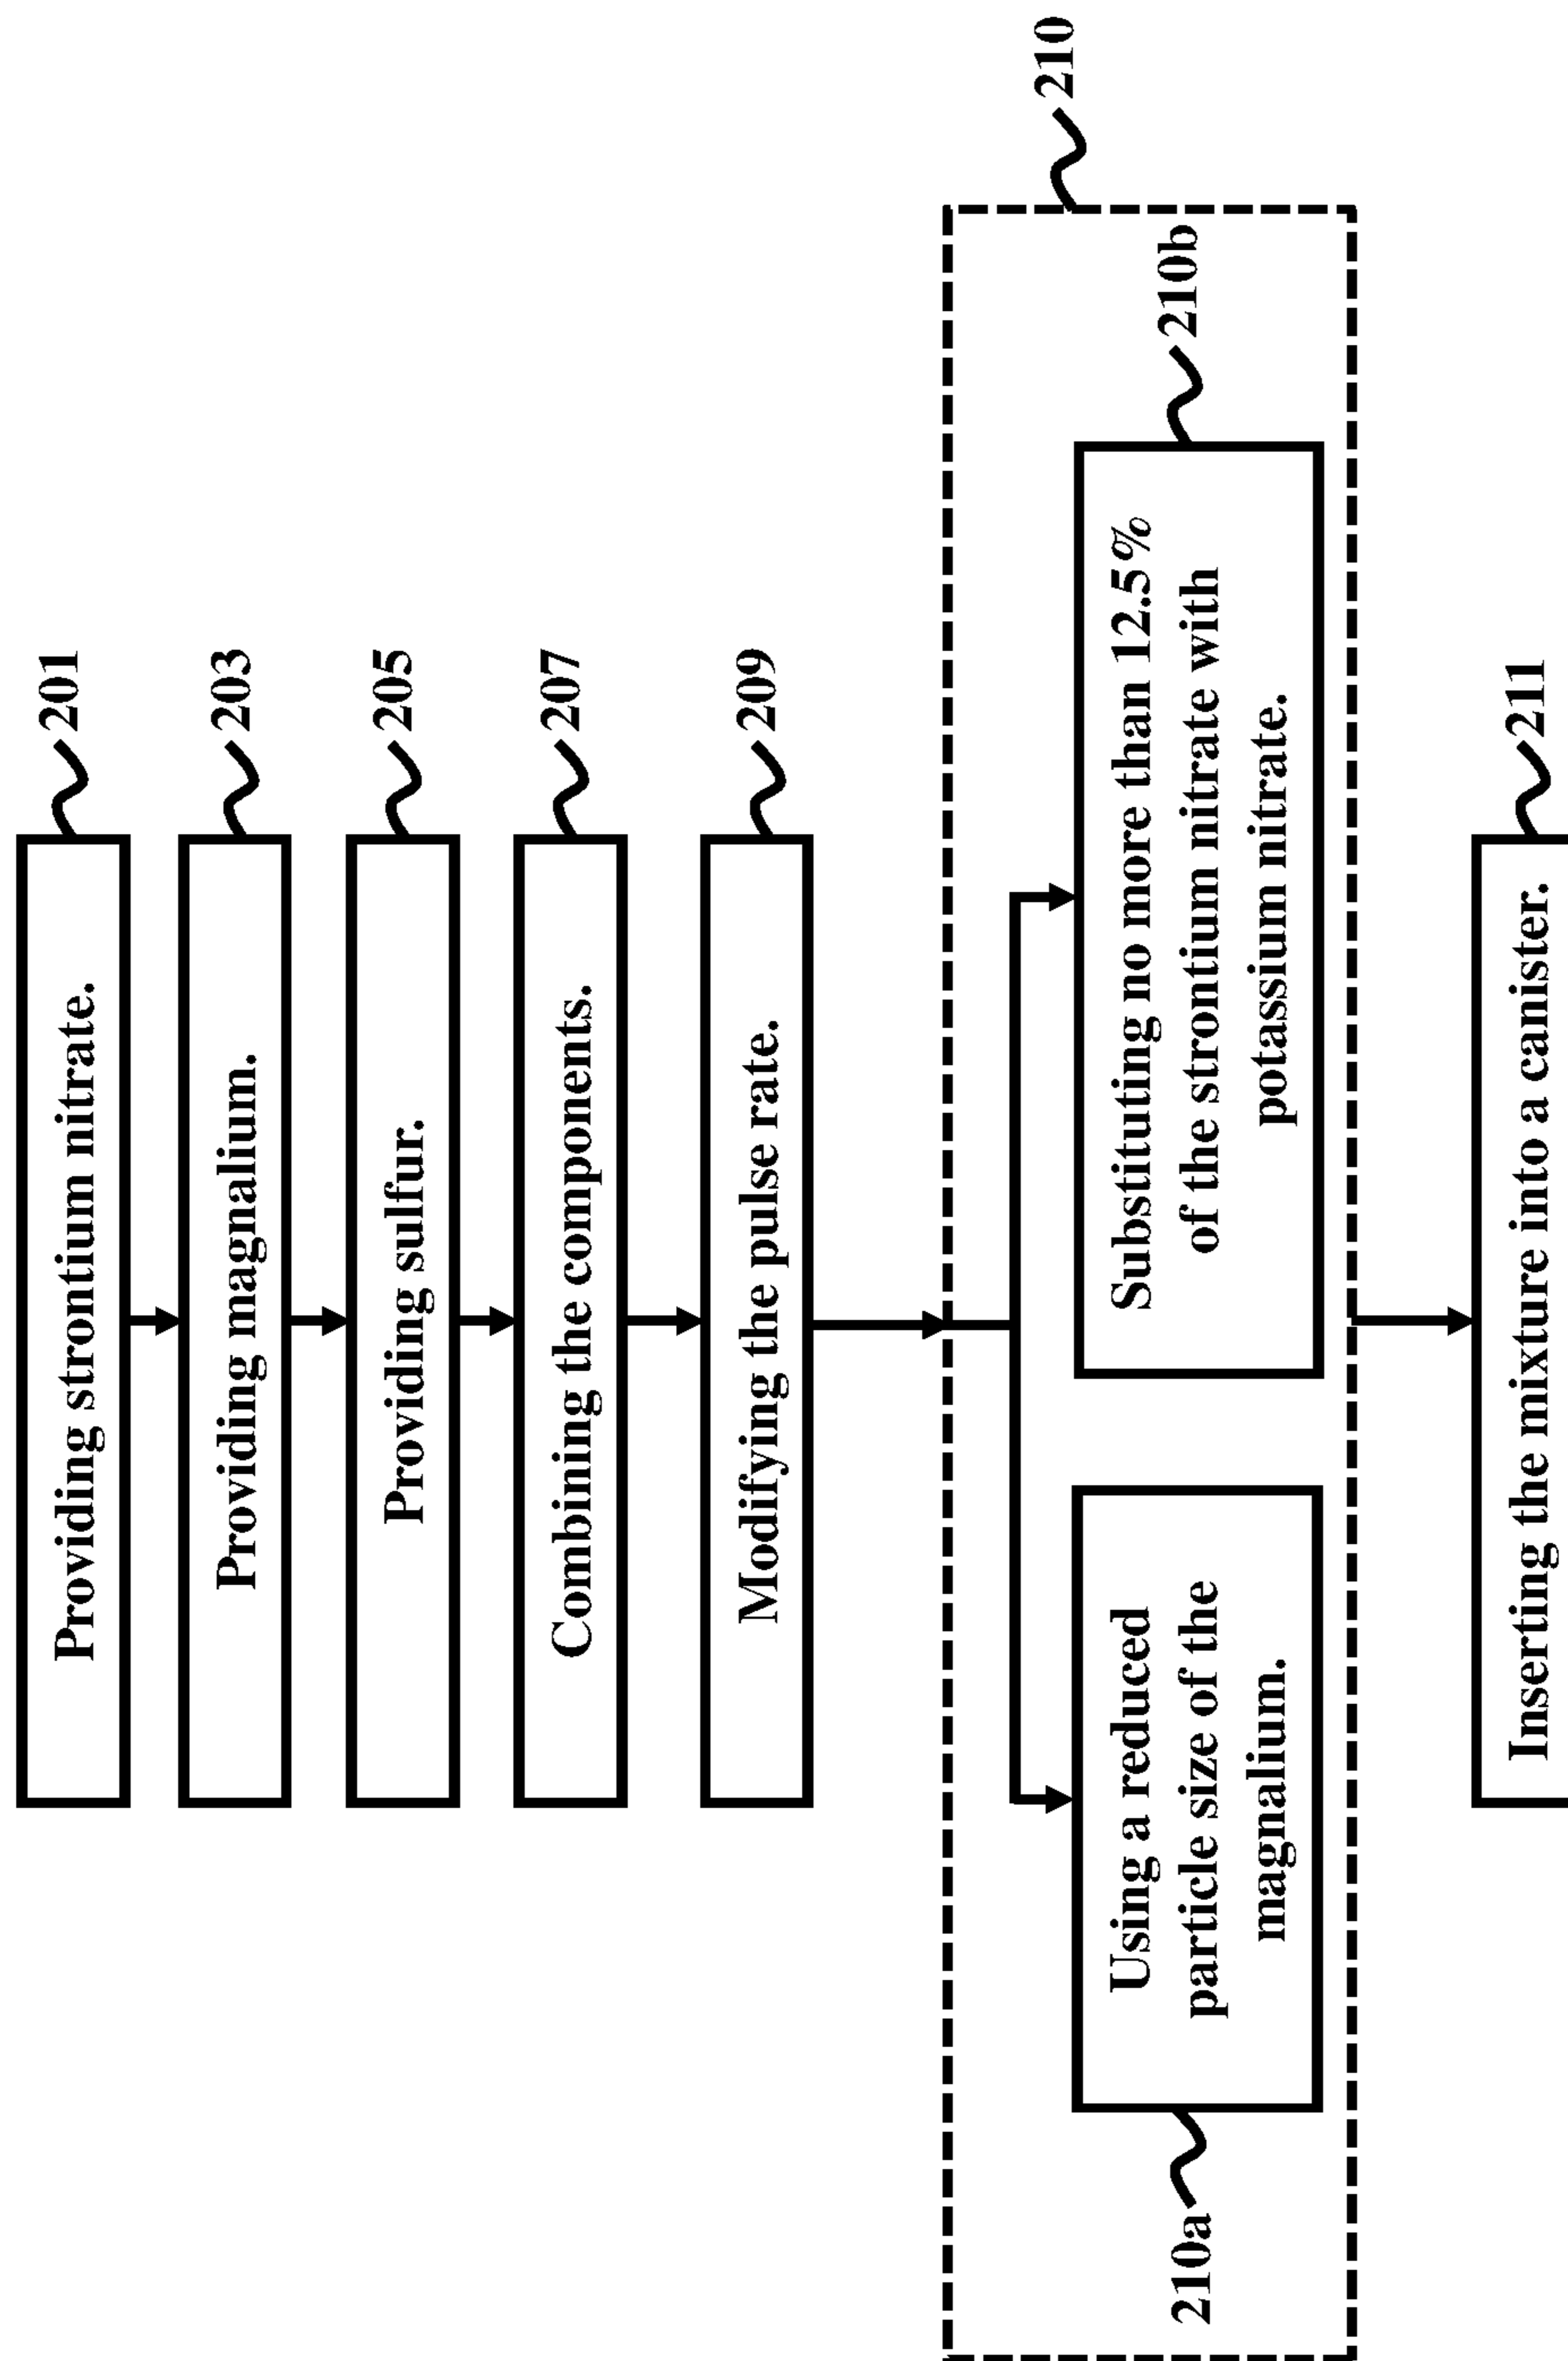 Providing strontium nitrate.
201
Providing magnalium.
203
Providing sulfur.
205
Combining the components.
207
Modifying the pulse rate.
209
210
Using a reduced
particle size of the
magnalium.
210a
Substituting no more than 12.5%
of the strontium nitrate with
potassium nitrate.
210b
Inserting the mixture into a canister.
211